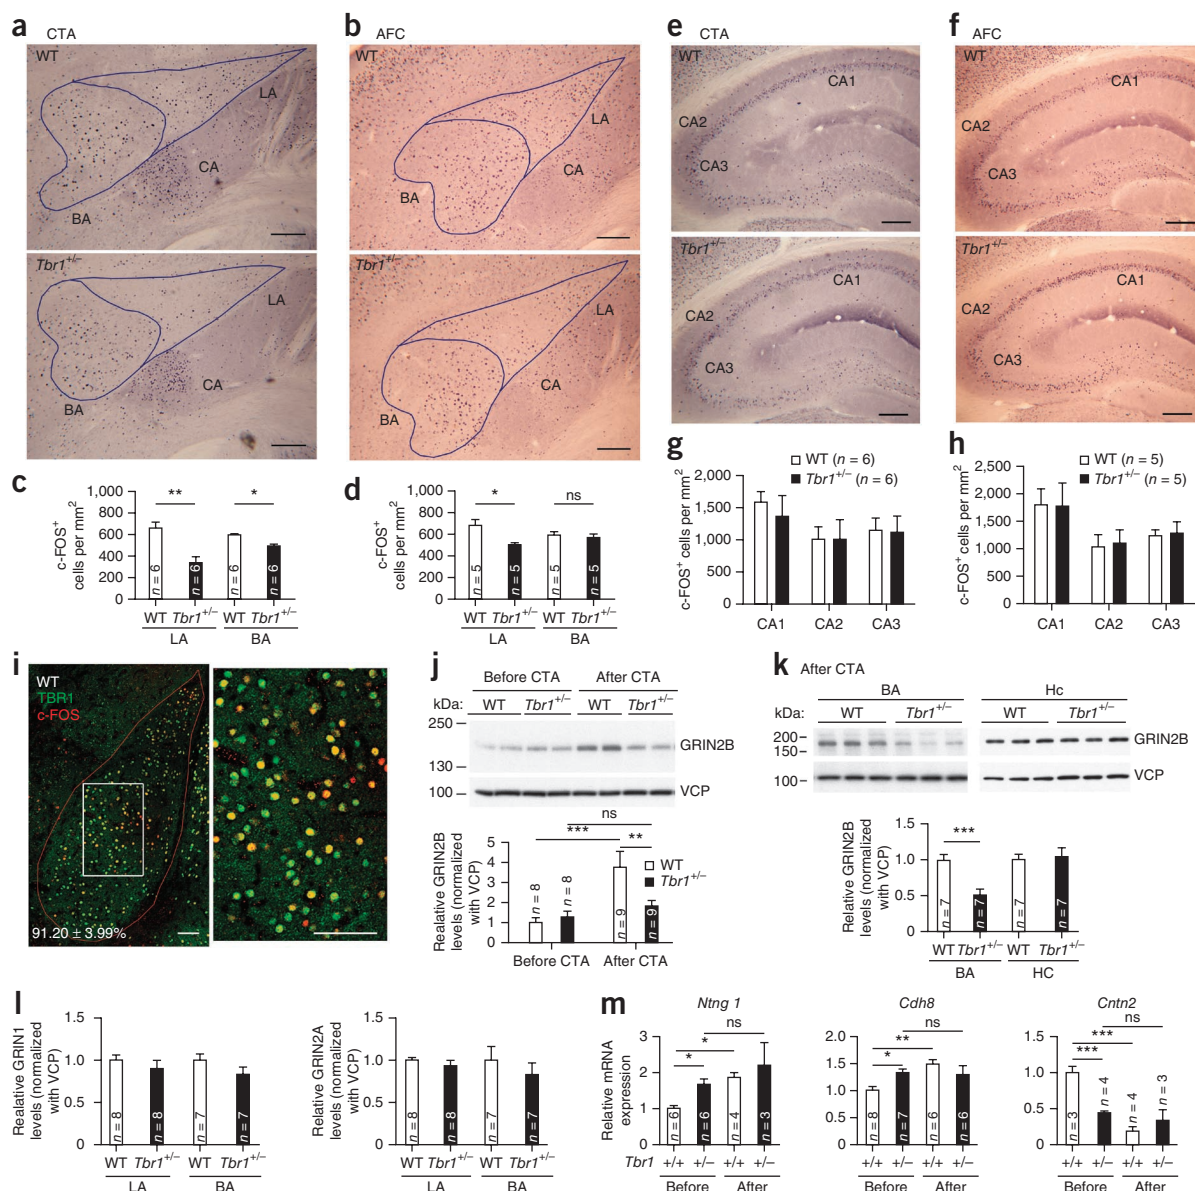 a CTA
WT
LA
CA
BA
Tbr1+/–
LA
CA
BA
b AFC
WT
LA
CA
BA
Tbr1+/–
LA
CA
BA
e CTA
WT
CA1
CA2
CA3
Tbr1+/–
CA1
CA2
CA3
f AFC
WT
CA1
CA2
CA3
Tbr1+/–
CA1
CA2
CA3
c
c-FOS+
cells per mm2
1,000
800
600
400
200
0
**
*
n = 6
n = 6
n = 6
n = 6
WT Tbr1+/– WT Tbr1+/–
LA BA
d
c-FOS+
cells per mm2
1,000
800
600
400
200
0
*
ns
n = 5
n = 5
n = 5
n = 5
WT Tbr1+/– WT Tbr1+/–
LA BA
g
WT (n = 6)
Tbr1+/– (n = 6)
c-FOS+ cells per mm2
2,000
1,500
1,000
500
0
CA1 CA2 CA3
h
WT (n = 5)
Tbr1+/– (n = 5)
c-FOS+ cells per mm2
2,500
2,000
1,500
1,000
500
0
CA1 CA2 CA3
i
WT
TBR1
c-FOS
91.20 ± 3.99%
j
Before CTA After CTA
kDa: WT Tbr1+/– WT Tbr1+/–
250
130
100
GRIN2B
VCP
ns
***
**
Realative GRIN2B
levels (normalized
with VCP)
5
4
3
2
1
0
WT
Tbr1+/–
n = 8
n = 8
n = 9
n = 9
Before CTA After CTA
k After CTA
BA Hc
kDa: WT Tbr1+/– WT Tbr1+/–
200
150
100
GRIN2B
VCP
Relative GRIN2B
levels (normalized
with VCP)
1.5
1.0
0.5
0
***
n = 7
n = 7
n = 7
n = 7
WT Tbr1+/– WT Tbr1+/–
BA HC
l
Realative GRIN1
levels (normalized
with VCP)
1.5
1.0
0.5
0
n = 8
n = 8
n = 7
n = 7
WT Tbr1+/– WT Tbr1+/–
LA BA
Realative GRIN2A
levels (normalized
with VCP)
1.5
1.0
0.5
0
n = 8
n = 8
n = 7
n = 7
WT Tbr1+/– WT Tbr1+/–
LA BA
m
Ntng 1
Relative mRNA
expression
3
2
1
0
ns
*
*
n = 6
n = 6
n = 4
n = 3
Tbr1 +/+ +/– +/+ +/–
Before After
Cdh8
2.0
1.5
1.0
0.5
0
ns
**
*
n = 8
n = 7
n = 6
n = 6
+/+ +/– +/+ +/–
Before After
Cntn2
1.5
1.0
0.5
0
ns
***
***
n = 3
n = 4
n = 4
n = 3
+/+ +/– +/+ +/–
Before After